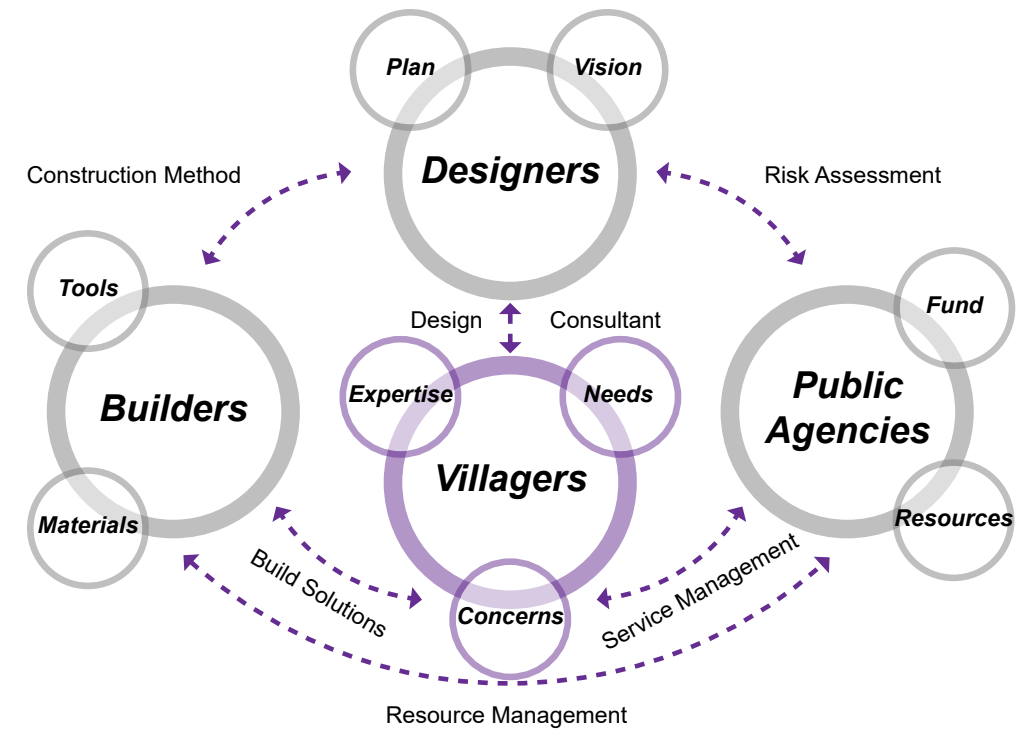 Plan
Vision
Designers
Construction Method
Risk Assessment
Tools
Fund
Design
Consultant
Builders
Expertise
Needs
Public
Agencies
Villagers
Materials
Resources
Build Solutions
Concerns
Service Management
Resource Management